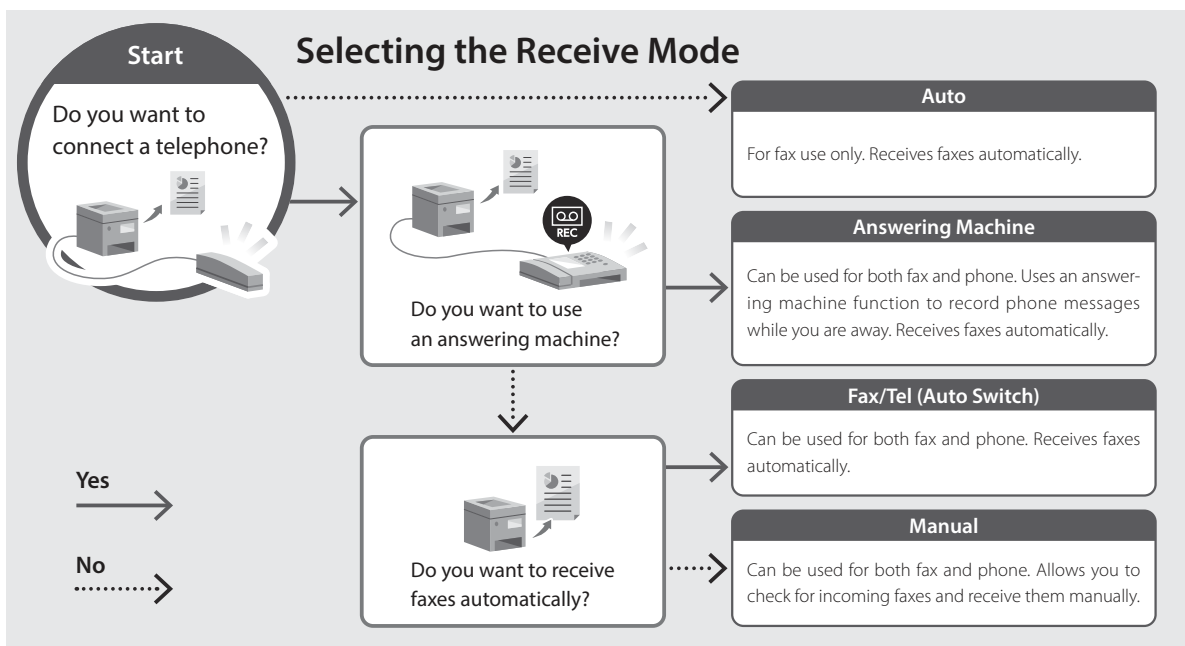 Selecting the Receive Mode
Start
Do you want to
connect a telephone?
REC
Do you want to use
an answering machine?
Do you want to receive
faxes automatically?
Yes
No
Auto
For fax use only. Receives faxes automatically.
Answering Machine
Can be used for both fax and phone. Uses an answer-
ing machine function to record phone messages
while you are away. Receives faxes automatically.
Fax/Tel (Auto Switch)
Can be used for both fax and phone. Receives faxes
automatically.
Manual
Can be used for both fax and phone. Allows you to
check for incoming faxes and receive them manually.